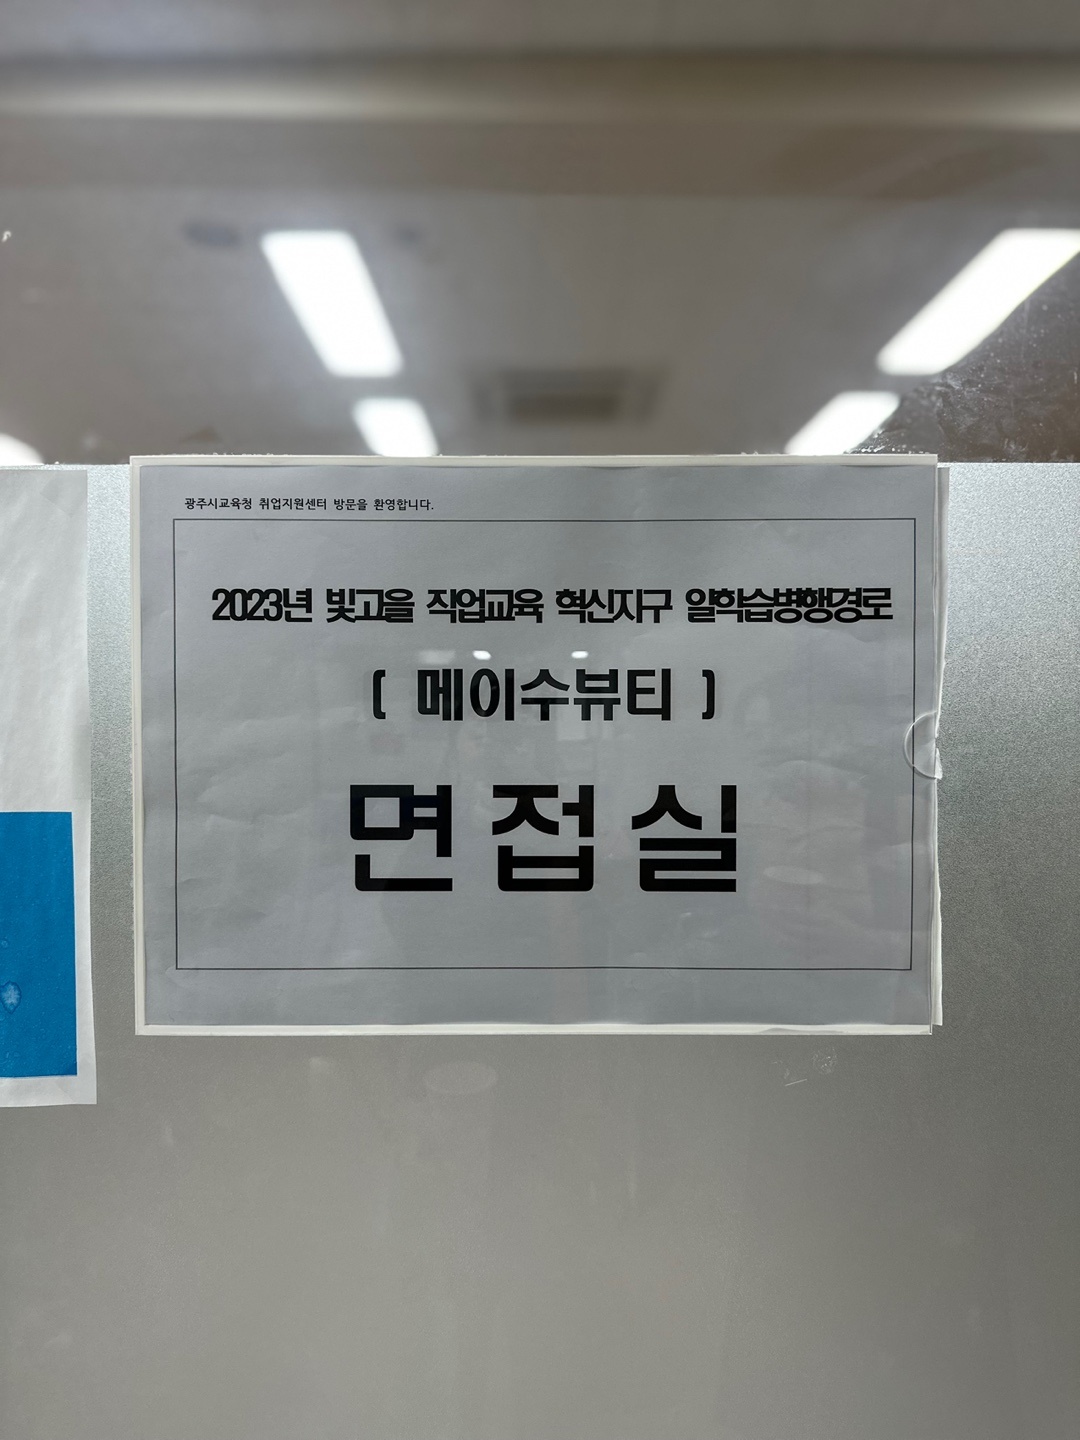 광주시교육청 취업지원센터 방문을 환영합니다.
2023년 빛고을 직업교육 혁신지구 일학습병행경로
( 메이수뷰티 )
면접실